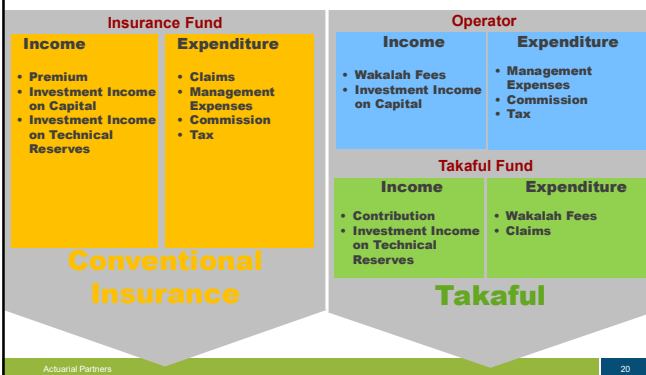 Insurance Fund
Income
• Premium
• Investment Income
on Capital
• Investment Income
on Technical
Reserves
Expenditure
• Claims
• Management
Expenses
• Commission
• Tax
Conventional
Insurance
Operator
Income
• Wakalah Fees
• Investment Income
on Capital
Expenditure
• Management
Expenses
• Commission
• Tax
Takaful Fund
Income
• Contribution
• Investment Income
on Technical
Reserves
Expenditure
• Wakalah Fees
• Claims
Takaful
Actuarial Partners
20